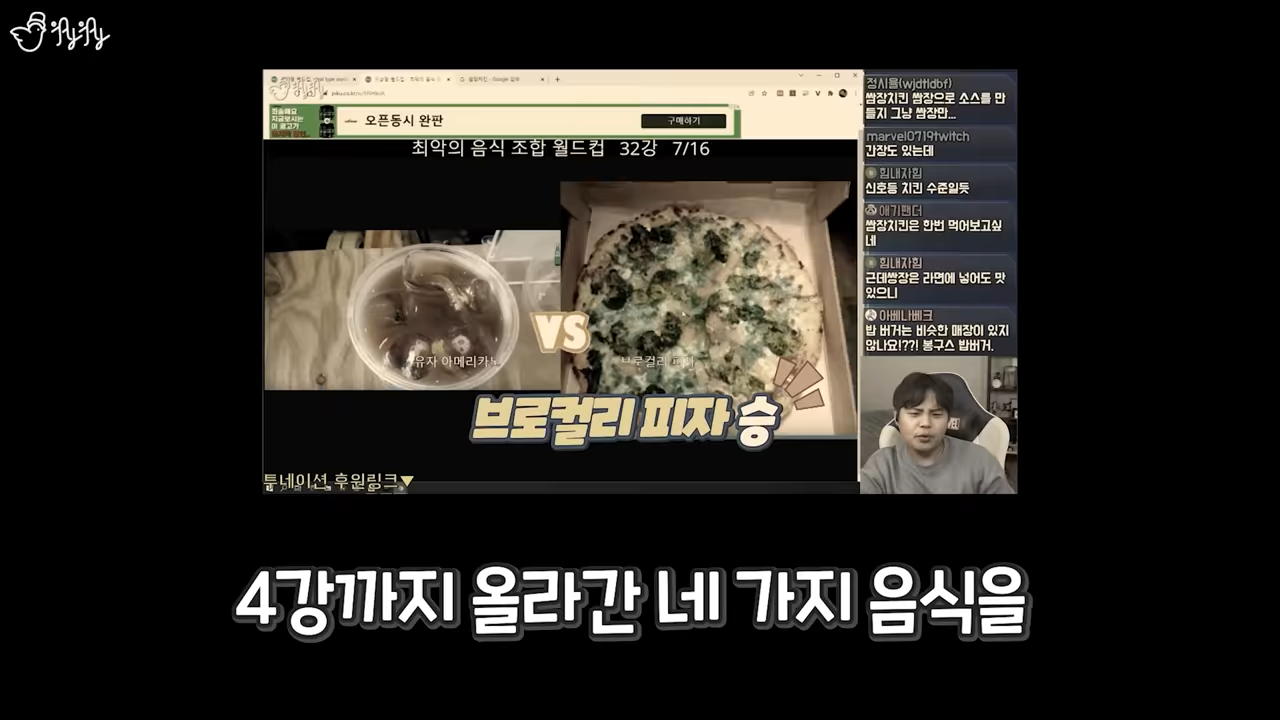 오픈동시 완판
구매하기
최악의 음식 조합 월드컵 32강 7/16
유자 아메리카노
VS
브로컬리 피자
브로컬리 피자 승
투네이션 후원링크▼
정시율(wjdtldbf)
쌈장치킨 쌈장으로 소스를 만
들지 그냥 쌈장만...
marvel0719twitch
간장도 있는데
힘내자힘
신호등 치킨 수준일듯
애기팬더
쌈장치킨은 한번 먹어보고싶
네
힘내자힘
근데쌍장은 라면에 넣어도 맛
있으니
아베나베크
밥 버거는 비슷한 매장이 있지
않나요!??! 봉구스 밥버거.
4강까지 올라간 네 가지 음식을